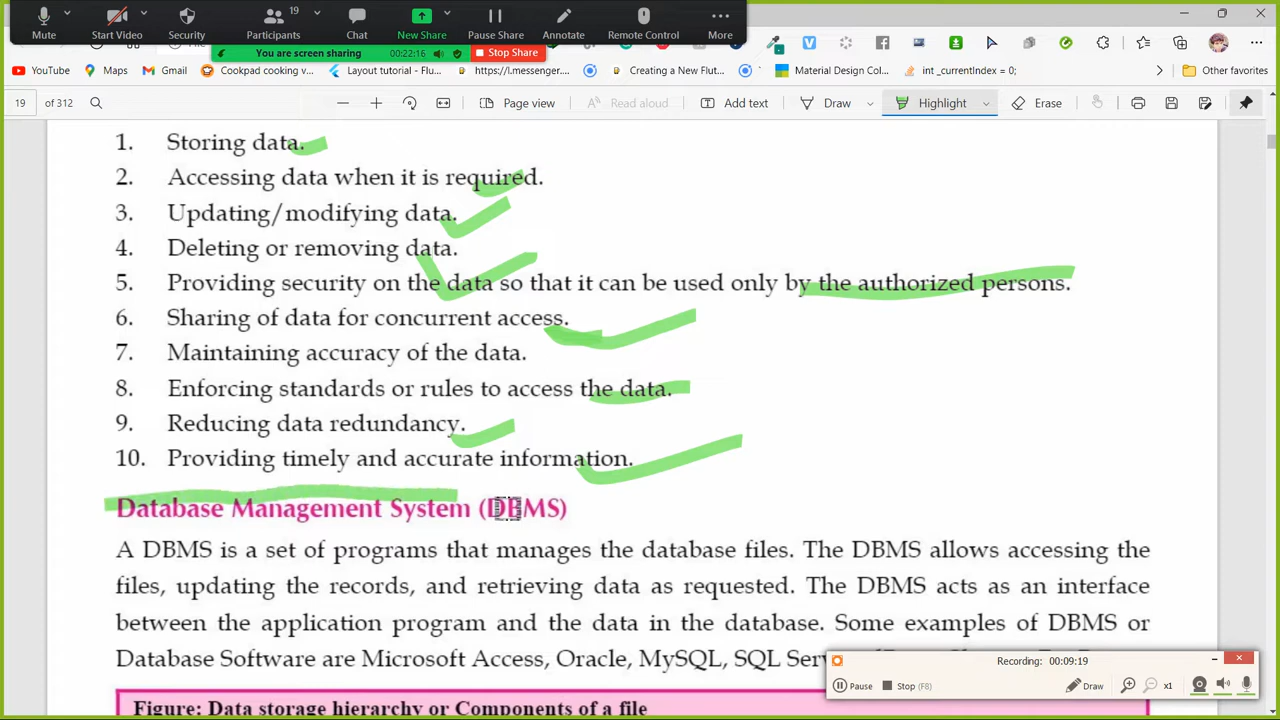 19
Mute
Start Video
Security
Participants
Chat
New Share
Pause Share
Annotate
Remote Control
More
You are screen sharing
00:22:16
Stop Share
YouTube
Maps
Gmail
Cookpad cooking v...
Layout tutorial - Flu...
https://l.messenger...
Creating a New Flut...
Material Design Col...
int _currentIndex = 0;
Other favorites
19 of 312
Page view
Read aloud
Add text
Draw
Highlight
Erase
1. Storing data.
2. Accessing data when it is required.
3. Updating/modifying data.
4. Deleting or removing data.
5. Providing security on the data so that it can be used only by the authorized persons.
6. Sharing of data for concurrent access.
7. Maintaining accuracy of the data.
8. Enforcing standards or rules to access the data.
9. Reducing data redundancy.
10. Providing timely and accurate information.
Database Management System (DBMS)
A DBMS is a set of programs that manages the database files. The DBMS allows accessing the
files, updating the records, and retrieving data as requested. The DBMS acts as an interface
between the application program and the data in the database. Some examples of DBMS or
Database Software are Microsoft Access, Oracle, MySQL, SQL
Recording: 00:09:19
Pause
Stop (F8)
Draw
x1
Figure: Data storage hierarchy or Components of a file